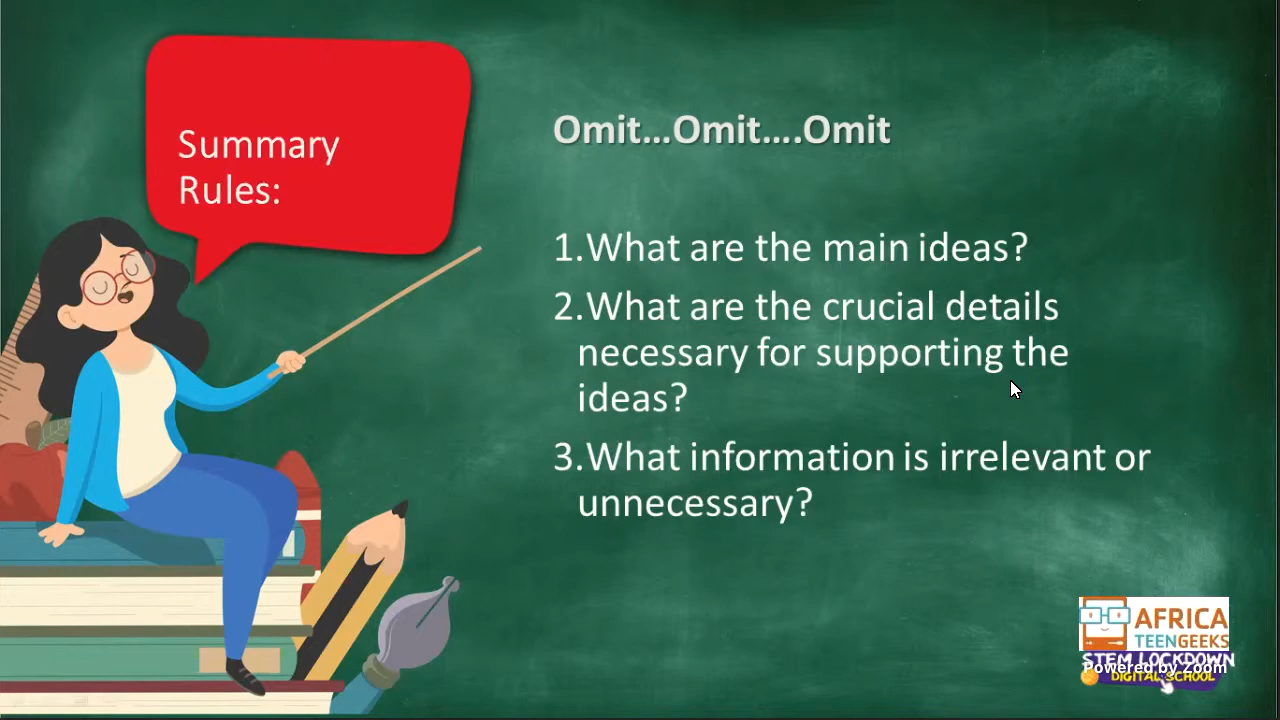 Summary
Rules:
Omit...Omit....Omit
1.What are the main ideas?
2.What are the crucial details
necessary for supporting the
ideas?
3.What information is irrelevant or
unnecessary?
AFRICA
TEENGEEKS
STEM LOCKDOWN
Powered by Zoom
DIGITAL SCHOOL